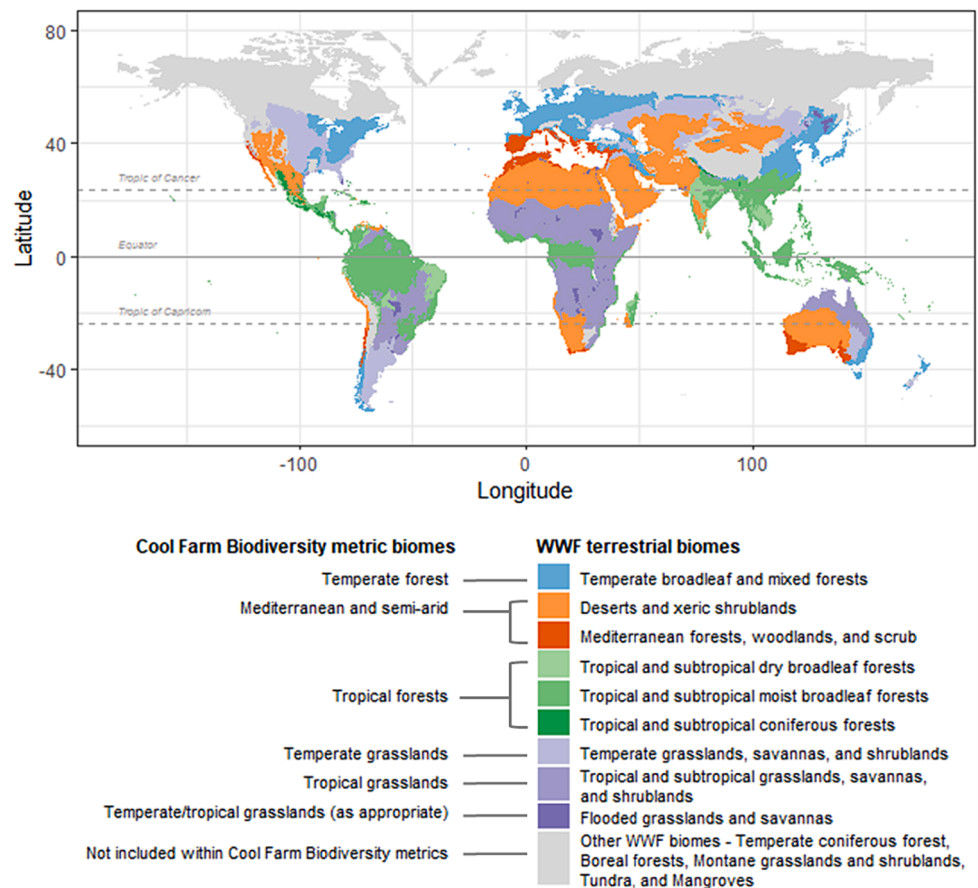 80
40
Tropic of Cancer
Latitude
Equator
0
Tropic of Capricorn
-40
-100
0
100
Longitude
Cool Farm Biodiversity metric biomes
WWF terrestrial biomes
Temperate forest
Temperate broadleaf and mixed forests
Mediterranean and semi-arid
Deserts and xeric shrublands
Mediterranean forests, woodlands, and scrub
Tropical and subtropical dry broadleaf forests
Tropical forests
Tropical and subtropical moist broadleaf forests
Tropical and subtropical coniferous forests
Temperate grasslands
Temperate grasslands, savannas, and shrublands
Tropical grasslands
Tropical and subtropical grasslands, savannas,
and shrublands
Temperate/tropical grasslands (as appropriate)
Flooded grasslands and savannas
Not included within Cool Farm Biodiversity metrics
Other WWF biomes - Temperate coniferous forest,
Boreal forests, Montane grasslands and shrublands,
Tundra, and Mangroves